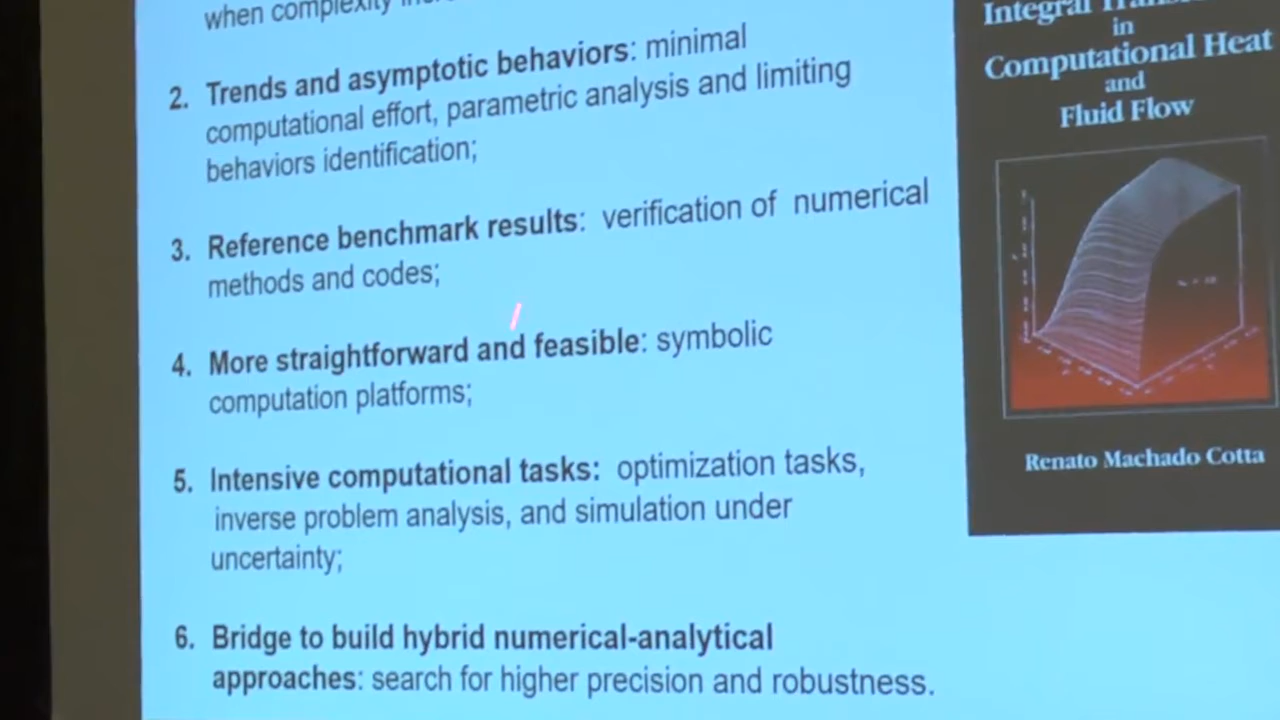 when complexity
2. Trends and asymptotic behaviors: minimal
computational effort, parametric analysis and limiting
behaviors identification;
3. Reference benchmark results: verification of numerical
methods and codes;
4. More straightforward and feasible: symbolic
computation platforms;
5. Intensive computational tasks: optimization tasks,
inverse problem analysis, and simulation under
uncertainty;
6. Bridge to build hybrid numerical-analytical
approaches: search for higher precision and robustness.
Integral
in
Computational Heat
and
Fluid Flow
Renato Machado Cotta